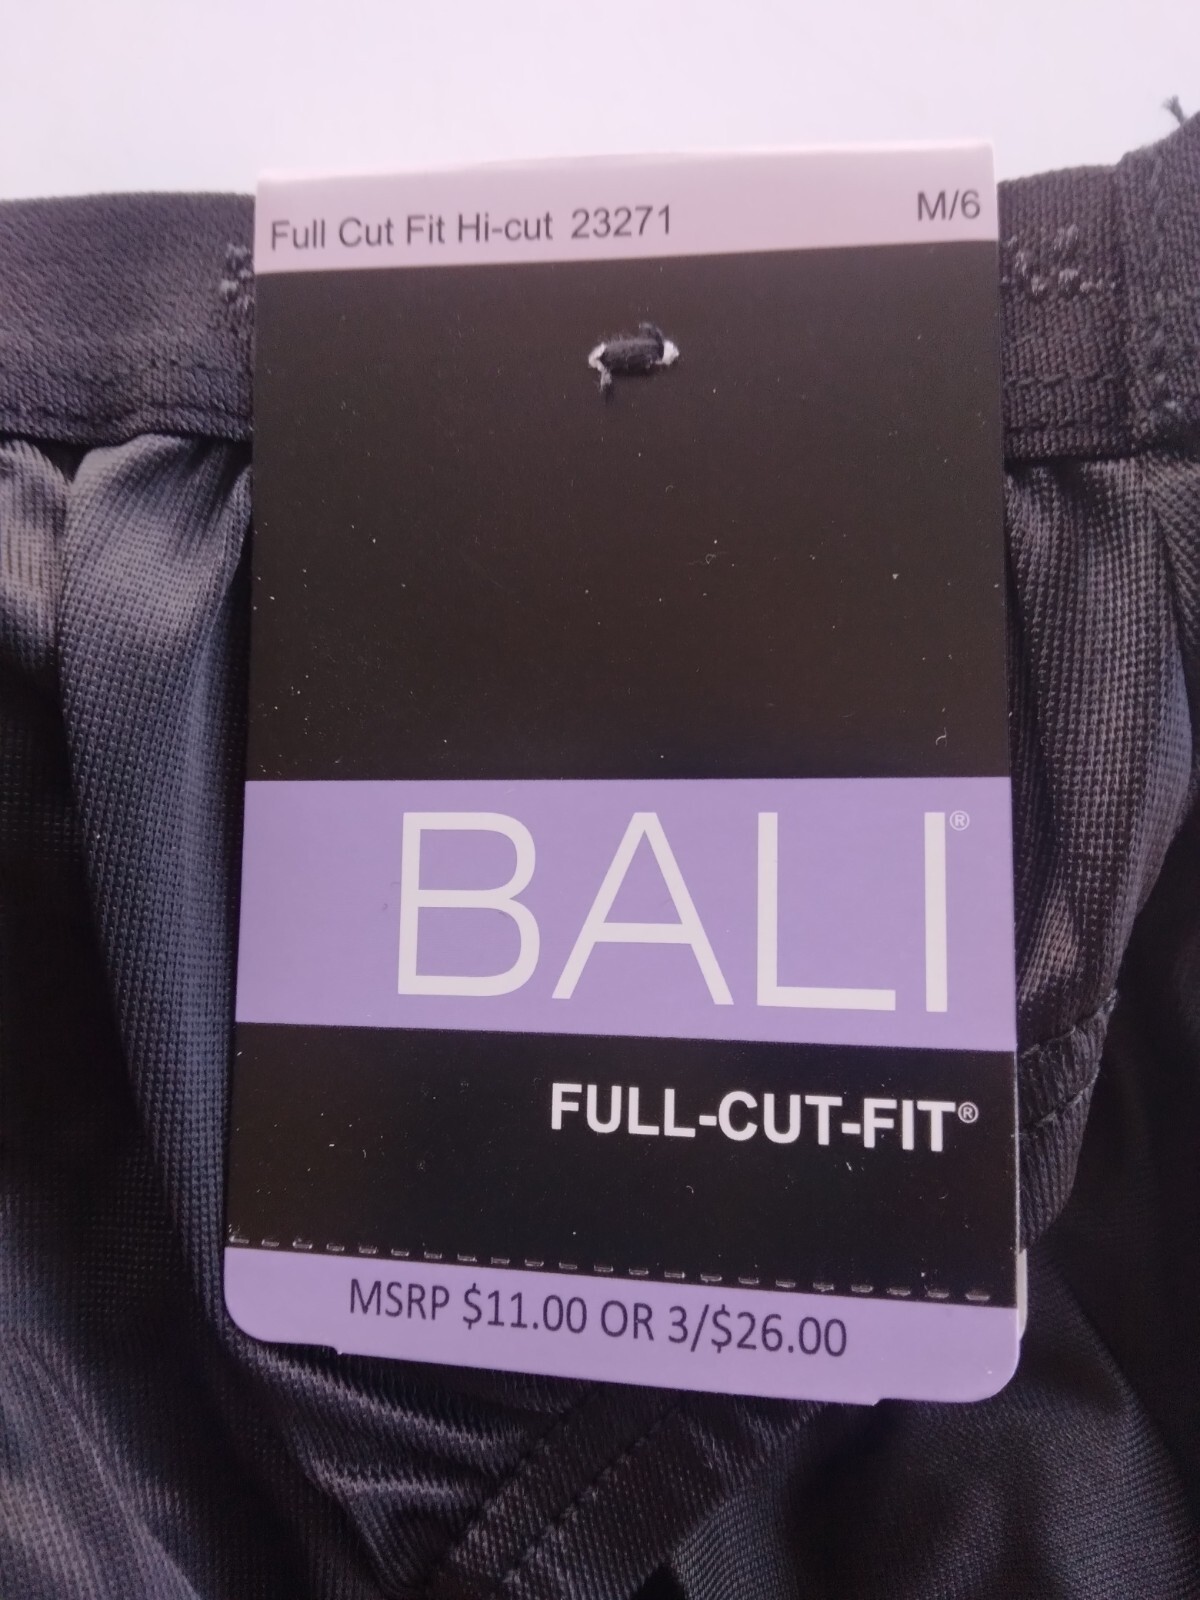 Full Cut Fit Hi-cut 23271 M/6
BALI®
FULL-CUT-FIT®
MSRP $11.00 OR 3/$26.00